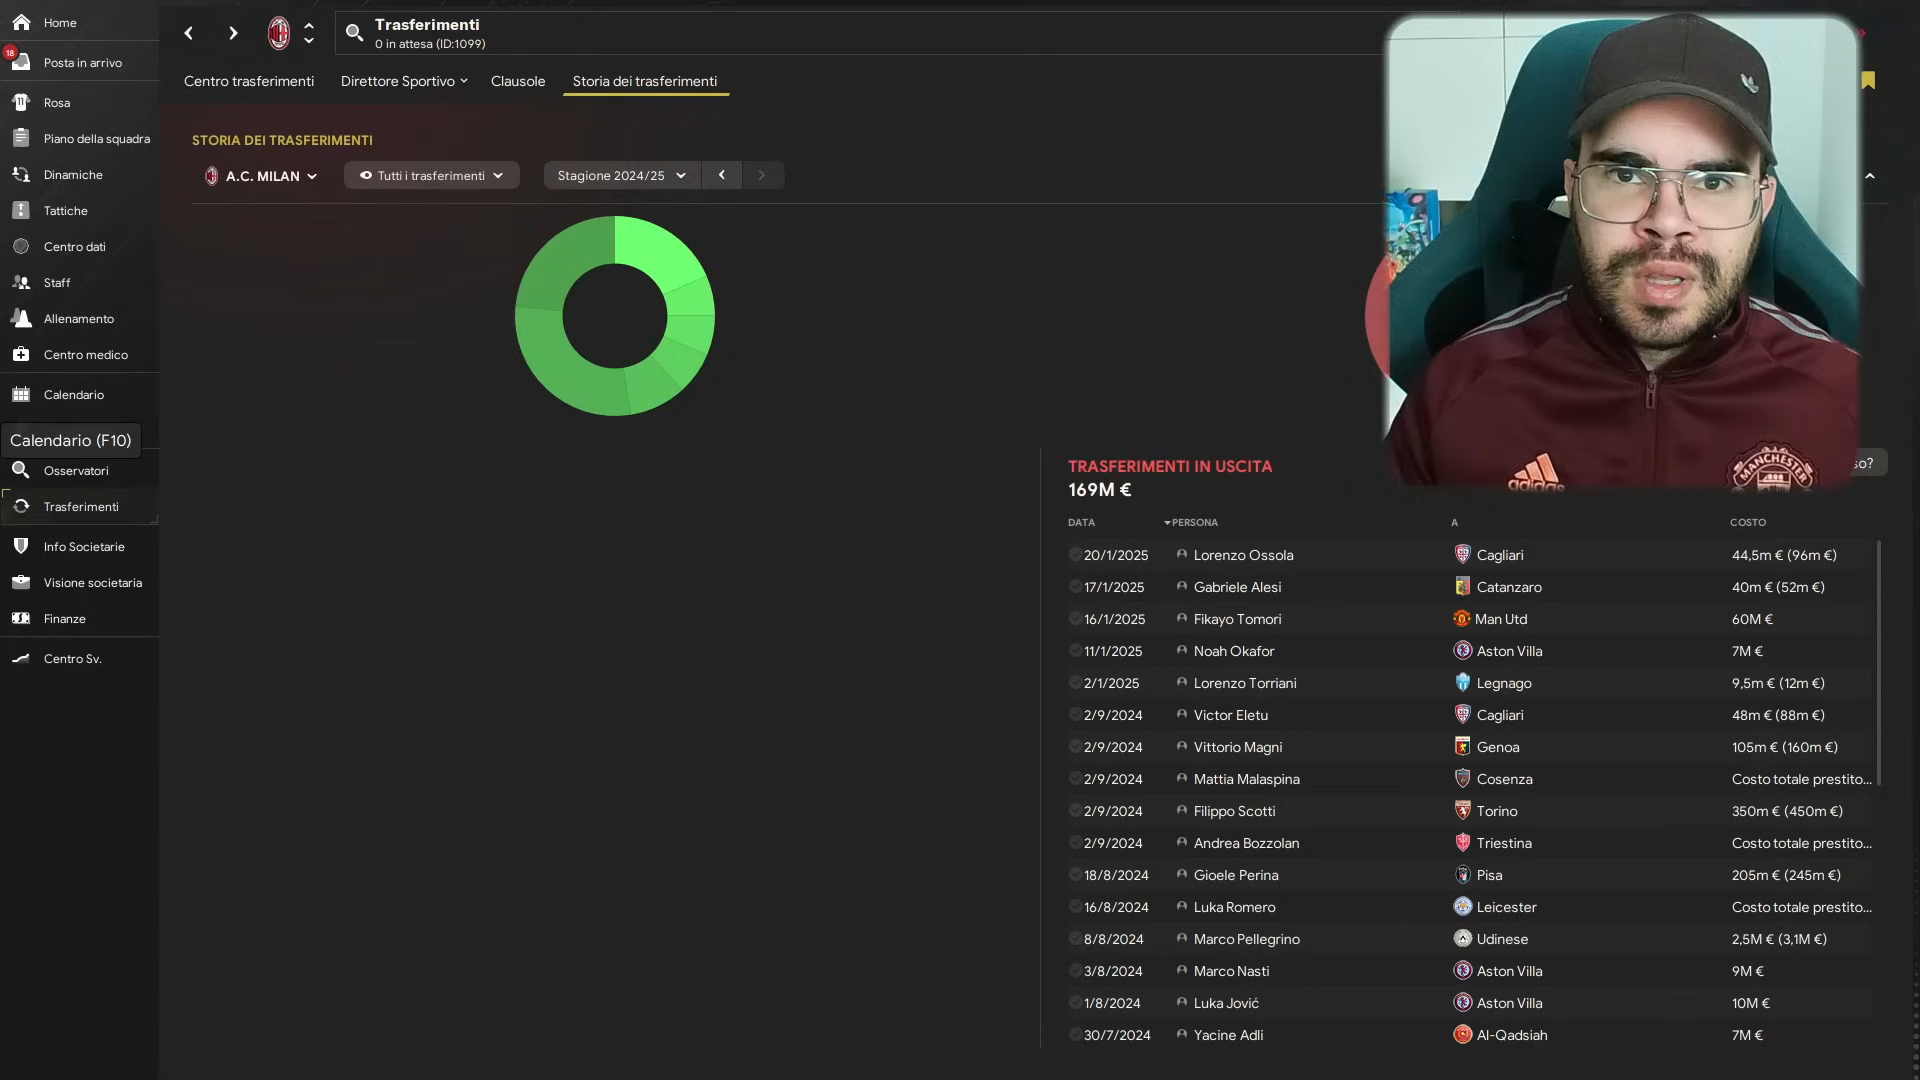 Home
18
Posta in arrivo
11
Rosa
Piano della squadra
Dinamiche
Tattiche
Centro dati
Staff
Allenamento
Centro medico
Calendario
Calendario (F10)
Osservatori
Trasferimenti
Info Societarie
Visione societaria
Finanze
Centro Sv.
Trasferimenti
0 in attesa (ID:1099)
Centro trasferimenti
Direttore Sportivo
Clausole
Storia dei trasferimenti
STORIA DEI TRASFERIMENTI
A.C. MILAN
Tutti i trasferimenti
Stagione 2024/25
adidas
MANCHESTER
so?
TRASFERIMENTI IN USCITA
169M €
DATA PERSONA A COSTO
20/1/2025 Lorenzo Ossola Cagliari 44,5m € (96m €)
17/1/2025 Gabriele Alesi Catanzaro 40m € (52m €)
16/1/2025 Fikayo Tomori Man Utd 60M €
11/1/2025 Noah Okafor Aston Villa 7M €
2/1/2025 Lorenzo Torriani Legnago 9,5m € (12m €)
2/9/2024 Victor Eletu Cagliari 48m € (88m €)
2/9/2024 Vittorio Magni Genoa 105m € (160m €)
2/9/2024 Mattia Malaspina Cosenza Costo totale prestito...
2/9/2024 Filippo Scotti Torino 350m € (450m €)
2/9/2024 Andrea Bozzolan Triestina Costo totale prestito...
18/8/2024 Gioele Perina Pisa 205m € (245m €)
16/8/2024 Luka Romero Leicester Costo totale prestito...
8/8/2024 Marco Pellegrino Udinese 2,5M € (3,1M €)
3/8/2024 Marco Nasti Aston Villa 9M €
1/8/2024 Luka Jović Aston Villa 10M €
30/7/2024 Yacine Adli Al-Qadsiah 7M €